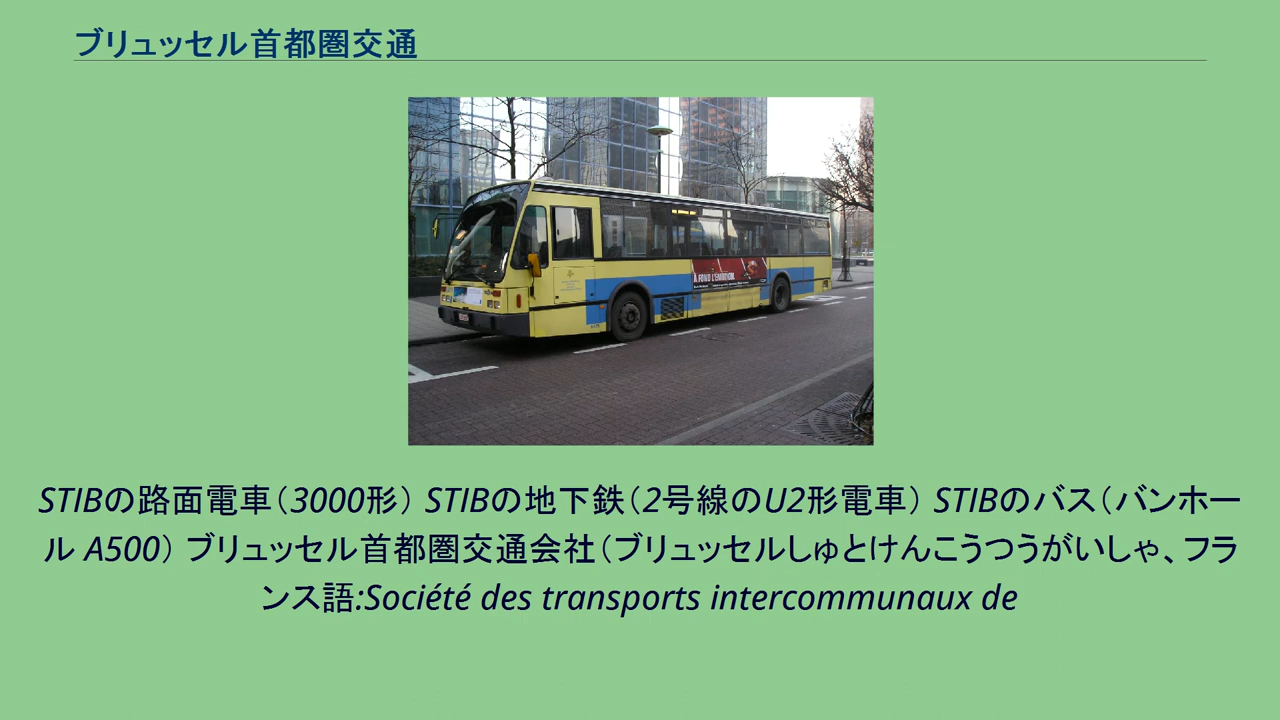 ブリュッセル首都圏交通
À FOND L'EMOTION.
STIBの路面電車（3000形） STIBの地下鉄（2号線のU2形電車） STIBのバス（バンホー
ル A500） ブリュッセル首都圏交通会社（ブリュッセルしゅとけんこうつうがいしゃ、フラ
ンス語:Société des transports intercommunaux de